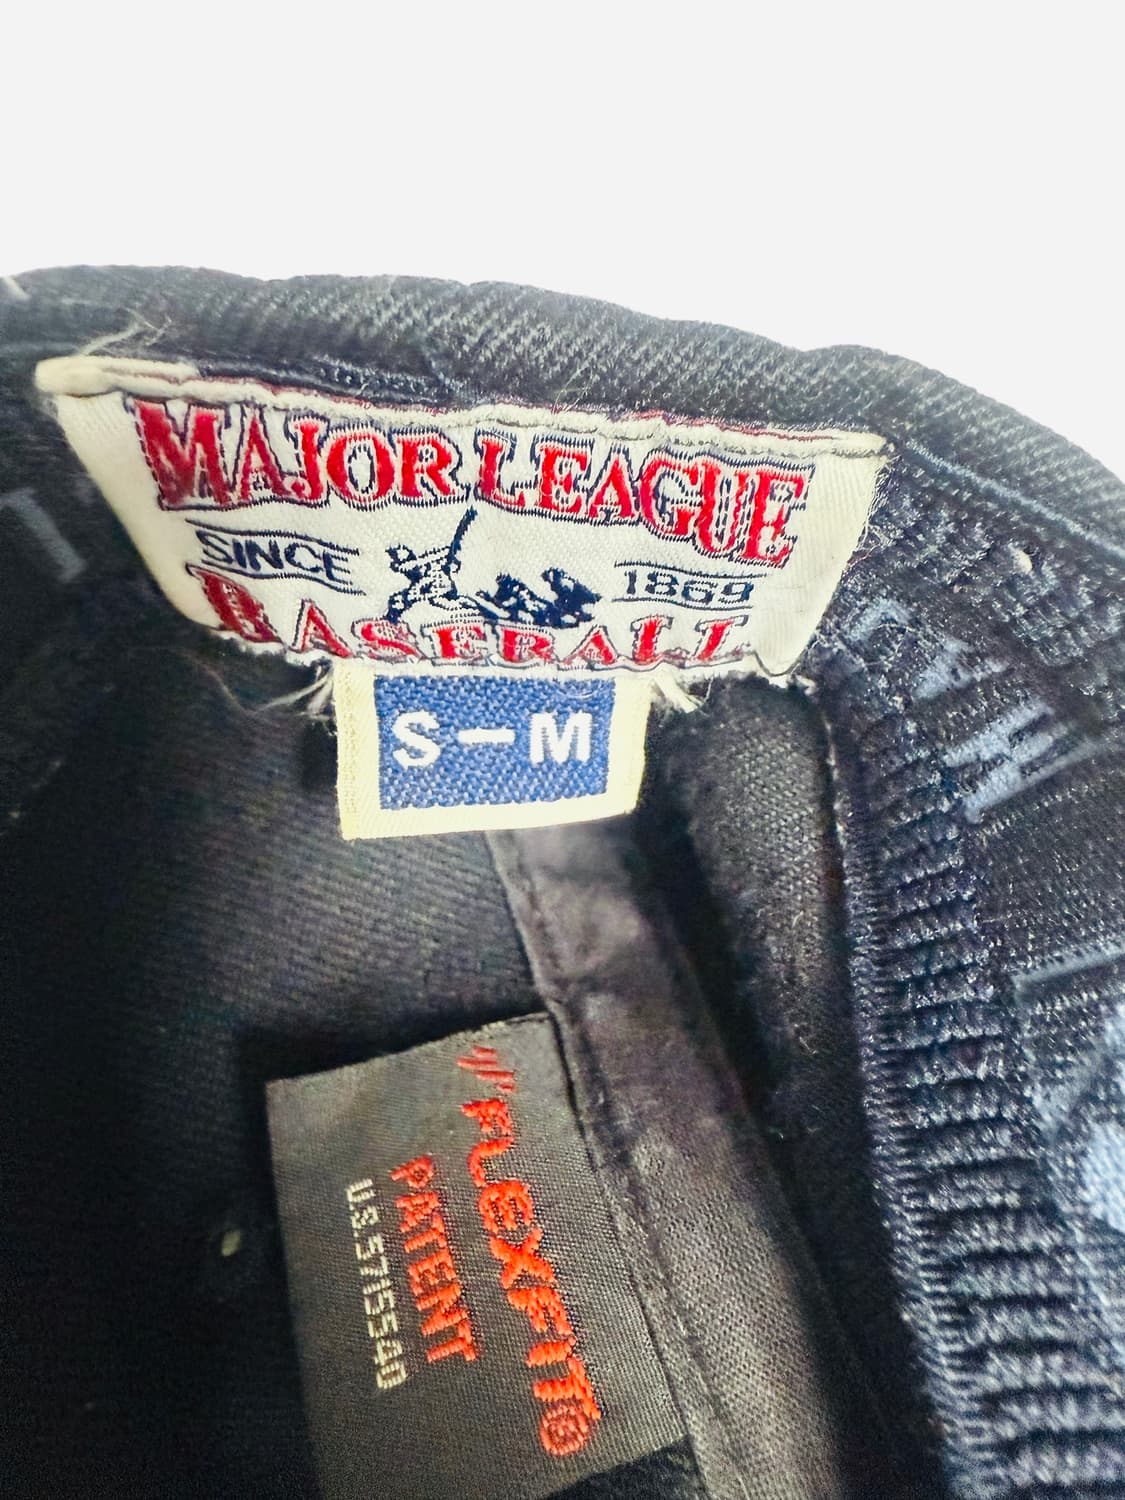 MAJOR LEAGUE
SINCE 1869
BASEBALL
S-M
FLEXFIT®
PATENT
U.S.5715540